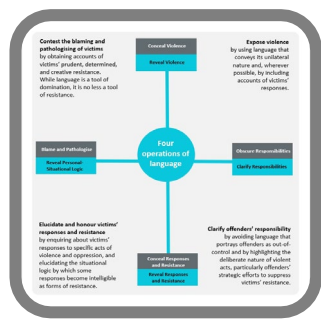 Contest the blaming and
pathologising of victims
by obtaining accounts of
victims' prudent, determined,
and creative resistance.
While language is a tool of
domination, it is no less a tool
of resistance.
Conceal Violence
Reveal Violence
Expose violence
by using language that
conveys its unilateral
nature and, wherever
possible, by including
accounts of victims'
responses.
Blame and Pathologise
Reveal Personal
Situational Logic
Four
operations of
language
Obscure Responsibilities
Clarify Responsibilities
Elucidate and honour victims'
responses and resistance
by enquiring about victims'
responses to specific acts of
violence and oppression, and
elucidating the situational
logic by which some
responses become intelligible
as forms of resistance.
Conceal Responses
and Resistance
Reveal Responses
and Resistance
Clarify offenders' responsibility
by avoiding language that
portrays offenders as out-of-
control and by highlighting the
deliberate nature of violent
acts, particularly offenders'
strategic efforts to suppress
victims' resistance.